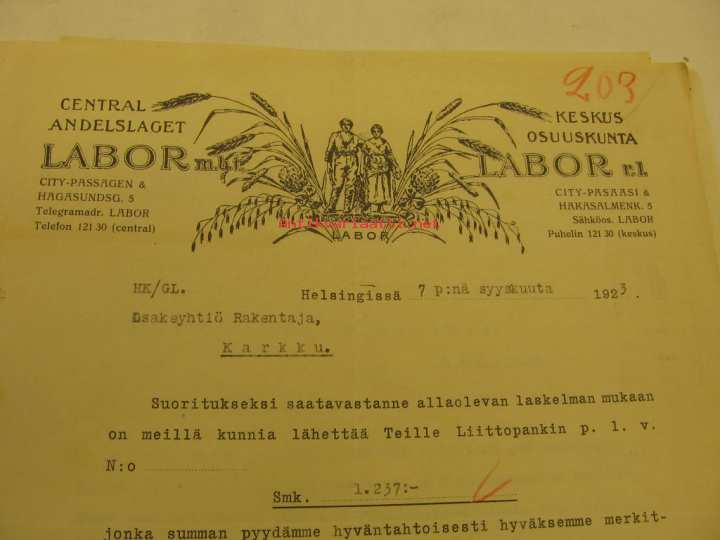 203
CENTRAL
ANDELSLAGET
LABOR m.b.t.
CITY-PASSAGEN &
HAGASUNDSG. 5
Telegramadr. LABOR
Telefon 121 30 (central)
LABOR
KESKUS
OSUUSKUNTA
LABOR r.l.
CITY-PASAASI &
HAKASALMENK. 5
Sähköos. LABOR
Puhelin 121 30 (keskus)
HK/GL.
Helsingissä 7 p:nä syyskuuta 1923.
Osakeyhtiö Rakentaja,
Karkku.
Suoritukseksi saatavastanne allaolevan laskelman mukaan
on meillä kunnia lähettää Teille Liittopankin p. l. v.
N:o
Smk. 1.237:-
jonka summan pyydämme hyväntahtoisesti hyväksemme merkit-